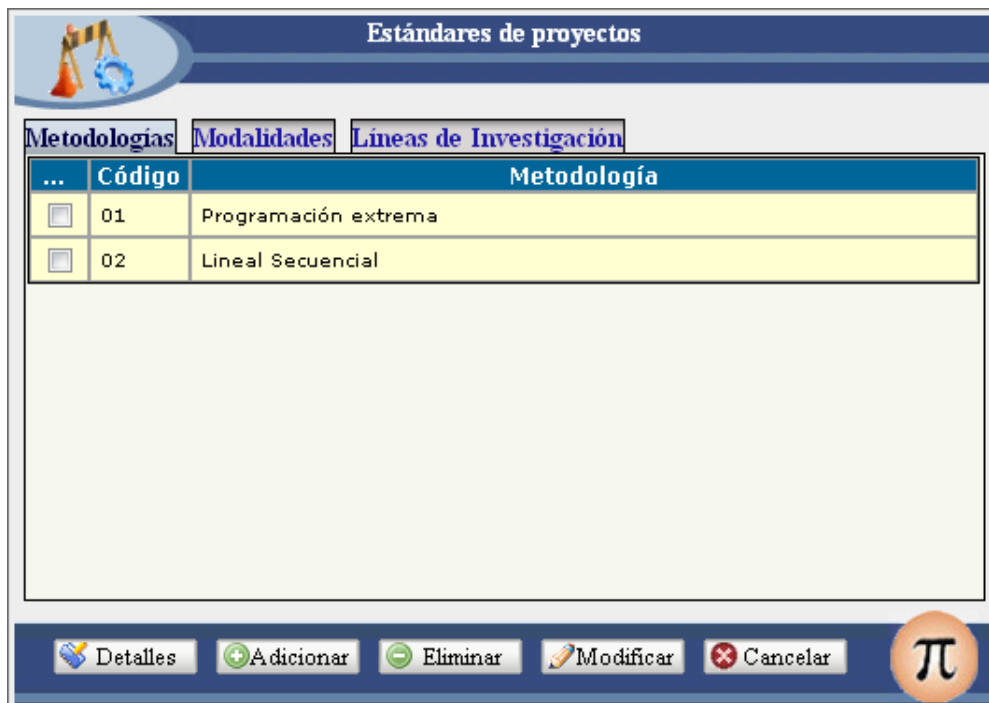 Estándares de proyectos
Metodologías Modalidades Líneas de Investigación
... Código Metodología
01 Programación extrema
02 Lineal Secuencial
Detalles Adicionar Eliminar Modificar Cancelar π